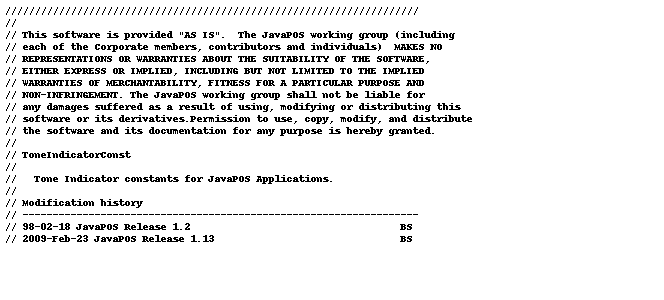 //////////////////////////////////////////////////////////////////////
//
// This software is provided "AS IS".  The JavaPOS working group (including
// each of the Corporate members, contributors and individuals)  MAKES NO
// REPRESENTATIONS OR WARRANTIES ABOUT THE SUITABILITY OF THE SOFTWARE,
// EITHER EXPRESS OR IMPLIED, INCLUDING BUT NOT LIMITED TO THE IMPLIED
// WARRANTIES OF MERCHANTABILITY, FITNESS FOR A PARTICULAR PURPOSE AND
// NON-INFRINGEMENT. The JavaPOS working group shall not be liable for
// any damages suffered as a result of using, modifying or distributing this
// software or its derivatives.Permission to use, copy, modify, and distribute
// the software and its documentation for any purpose is hereby granted.
//
// ToneIndicatorConst
//
//   Tone Indicator constants for JavaPOS Applications.
//
// Modification history
// ------------------------------------------------------------------
// 98-02-18 JavaPOS Release 1.2                                   BS
// 2009-Feb-23 JavaPOS Release 1.13                               BS